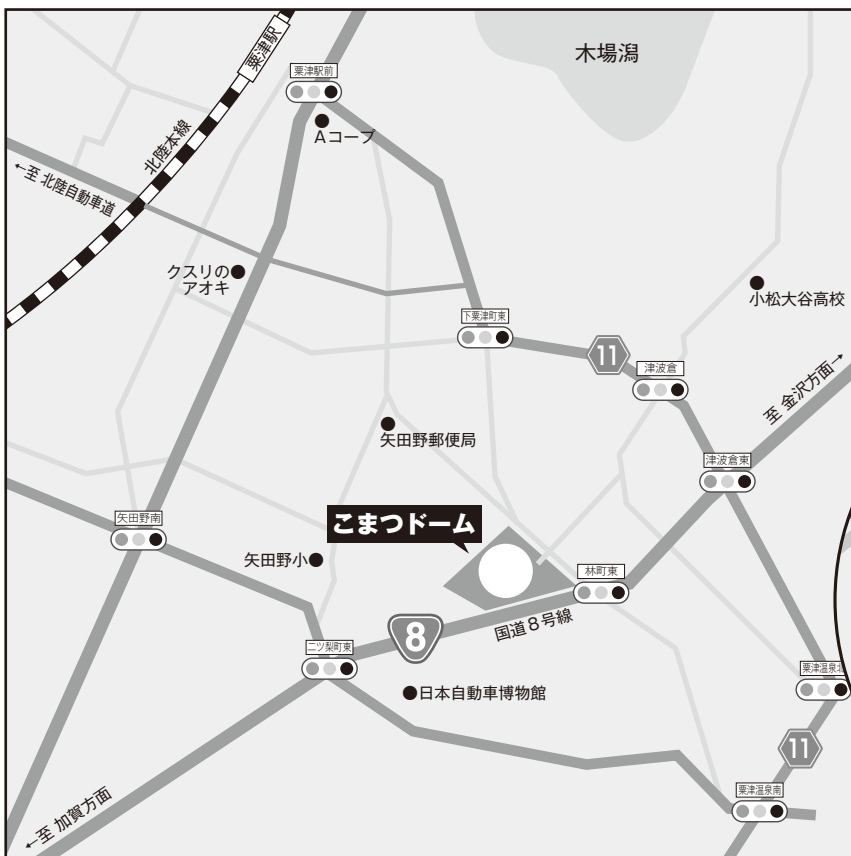 木場潟
粟津駅
粟津駅前
Aコープ
北陸本線
←至 北陸自動車道
クスリの
アオキ
小松大谷高校
下粟津町東
11
津波倉
至 金沢方面→
矢田野郵便局
津波倉東
矢田野南
こまつドーム
矢田野小
林町東
8
国道8号線
二ツ梨町東
粟津温泉北
日本自動車博物館
11
粟津温泉南
←至 加賀方面